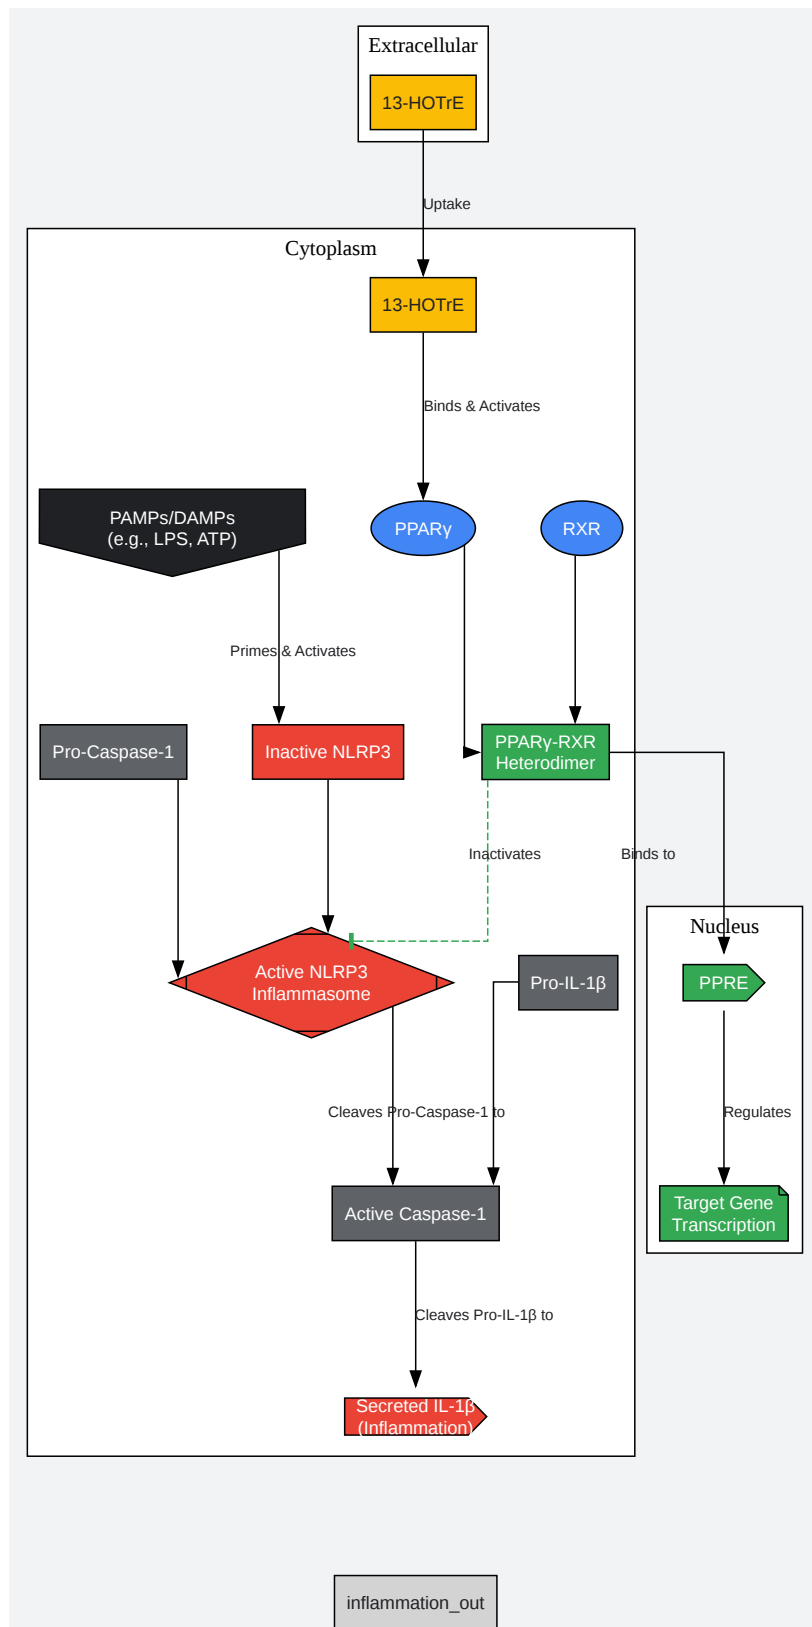 Extracellular
13-HOTrE
Uptake
Cytoplasm
13-HOTrE
Binds & Activates
PAMPs/DAMPs
(e.g., LPS, ATP)
PPARγ
RXR
Primes & Activates
Pro-Caspase-1
Inactive NLRP3
PPARγ-RXR
Heterodimer
Inactivates
Binds to
Nucleus
Active NLRP3
Inflammasome
Pro-IL-1β
PPRE
Cleaves Pro-Caspase-1 to
Regulates
Active Caspase-1
Target Gene
Transcription
Cleaves Pro-IL-1β to
Secreted IL-1β
(Inflammation)
inflammation_out